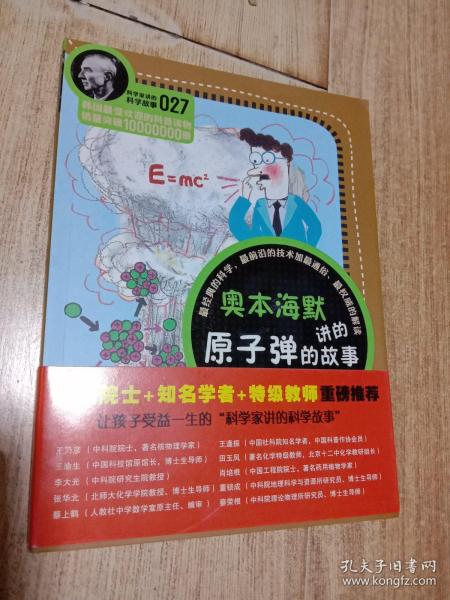 科学家讲的
科学故事 027
韩国最受欢迎的科普读物
销量突破10000000册
E=mc²
最经典的科学，最前沿的技术加最通俗、最权威的解读
奥本海默
讲的
原子弹的故事
院士+知名学者+特级教师重磅推荐
让孩子受益一生的“科学家讲的科学故事”
王乃彦（中科院院士、著名核物理学家）
王渝生（中国科技馆原馆长、博士生导师）
李大光（中科院研究生院教授）
张华北（北师大化学学院教授、博士生导师）
蔡上鹤（人教社中学数学室原主任、编审）
王逢振（中国社科院知名学者，中国科普作协会员）
田玉凤（著名化学特级教师、北京十二中化学教研组长）
肖培根（中国工程院院士、著名药用植物学家）
董锁成（中科院地理科学与资源所研究员、博士生导师）
蔡荣根（中科院理论物理所研究员、博士生导师）
孔夫子旧书网
www.kongfz.com